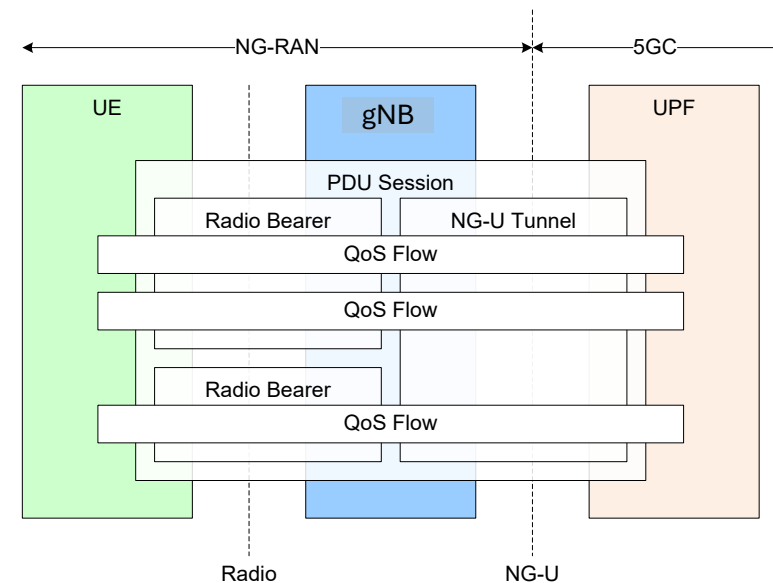 NG-RAN
5GC
UE
gNB
UPF
PDU Session
Radio Bearer
NG-U Tunnel
QoS Flow
QoS Flow
Radio Bearer
QoS Flow
Radio
NG-U